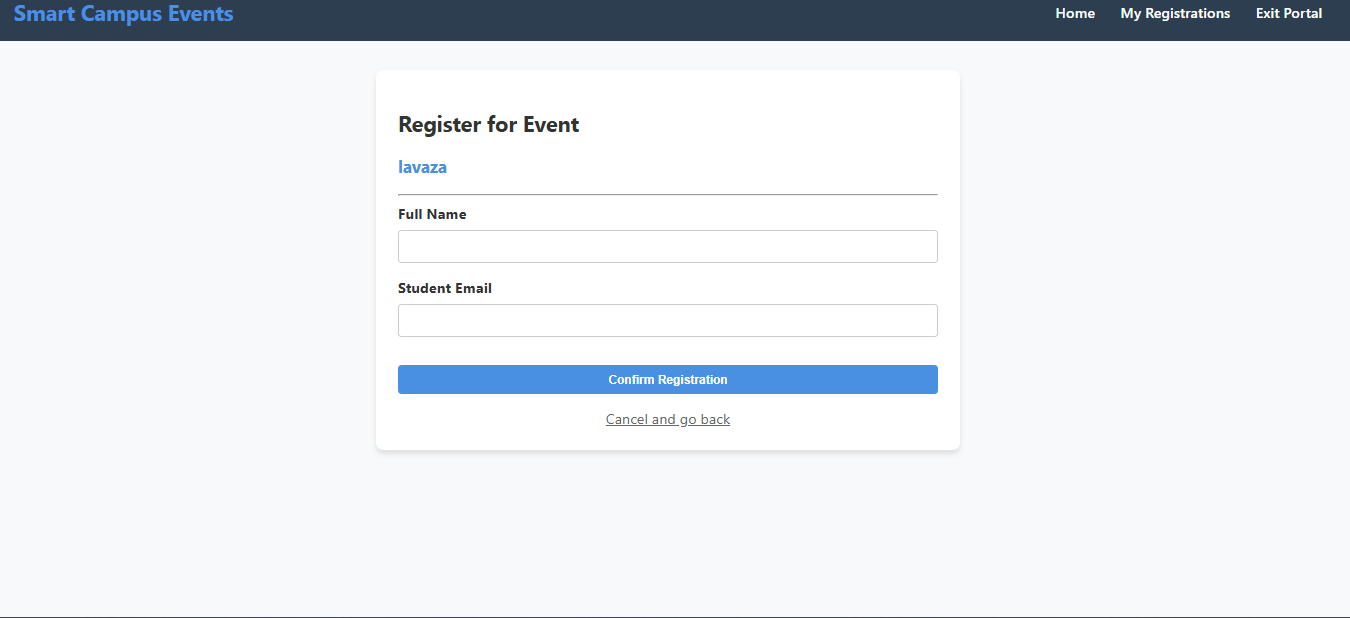 Smart Campus Events
Home My Registrations Exit Portal
Register for Event
lavaza
Full Name
Student Email
Confirm Registration
Cancel and go back